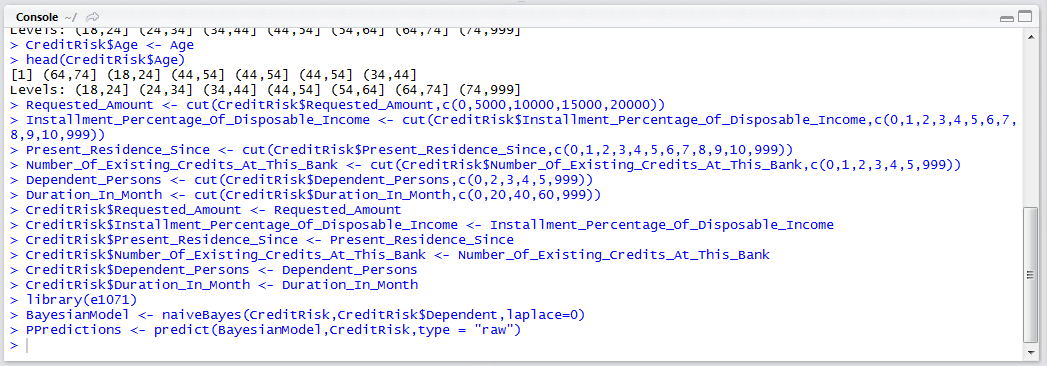 Console ~/
Levels: (18,24] (24,34] (34,44] (44,54] (54,64] (64,74] (74,999]
> CreditRisk$Age <- Age
> head(CreditRisk$Age)
[1] (64,74] (18,24] (44,54] (44,54] (44,54] (34,44]
Levels: (18,24] (24,34] (34,44] (44,54] (54,64] (64,74] (74,999]
> Requested_Amount <- cut(CreditRisk$Requested_Amount,c(0,5000,10000,15000,20000))
> Installment_Percentage_Of_Disposable_Income <- cut(CreditRisk$Installment_Percentage_Of_Disposable_Income,c(0,1,2,3,4,5,6,7,
8,9,10,999))
> Present_Residence_Since <- cut(CreditRisk$Present_Residence_Since,c(0,1,2,3,4,5,6,7,8,9,10,999))
> Number_Of_Existing_Credits_At_This_Bank <- cut(CreditRisk$Number_Of_Existing_Credits_At_This_Bank,c(0,1,2,3,4,5,999))
> Dependent_Persons <- cut(CreditRisk$Dependent_Persons,c(0,2,3,4,5,999))
> Duration_In_Month <- cut(CreditRisk$Duration_In_Month,c(0,20,40,60,999))
> CreditRisk$Requested_Amount <- Requested_Amount
> CreditRisk$Installment_Percentage_Of_Disposable_Income <- Installment_Percentage_Of_Disposable_Income
> CreditRisk$Present_Residence_Since <- Present_Residence_Since
> CreditRisk$Number_Of_Existing_Credits_At_This_Bank <- Number_Of_Existing_Credits_At_This_Bank
> CreditRisk$Dependent_Persons <- Dependent_Persons
> CreditRisk$Duration_In_Month <- Duration_In_Month
> library(e1071)
> BayesianModel <- naiveBayes(CreditRisk,CreditRisk$Dependent,laplace=0)
> PPredictions <- predict(BayesianModel,CreditRisk,type = "raw")
>